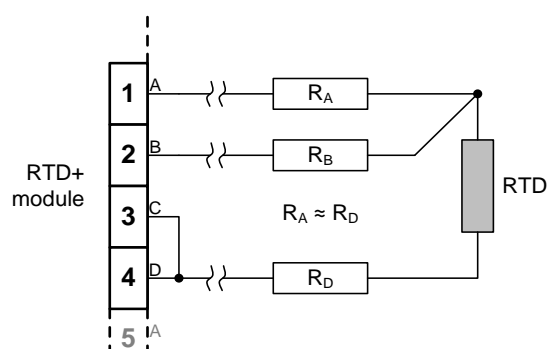 1 A
R_A
2 B
R_B
RTD+
module
RTD
3 C
R_A ≈ R_D
4 D
R_D
5 A